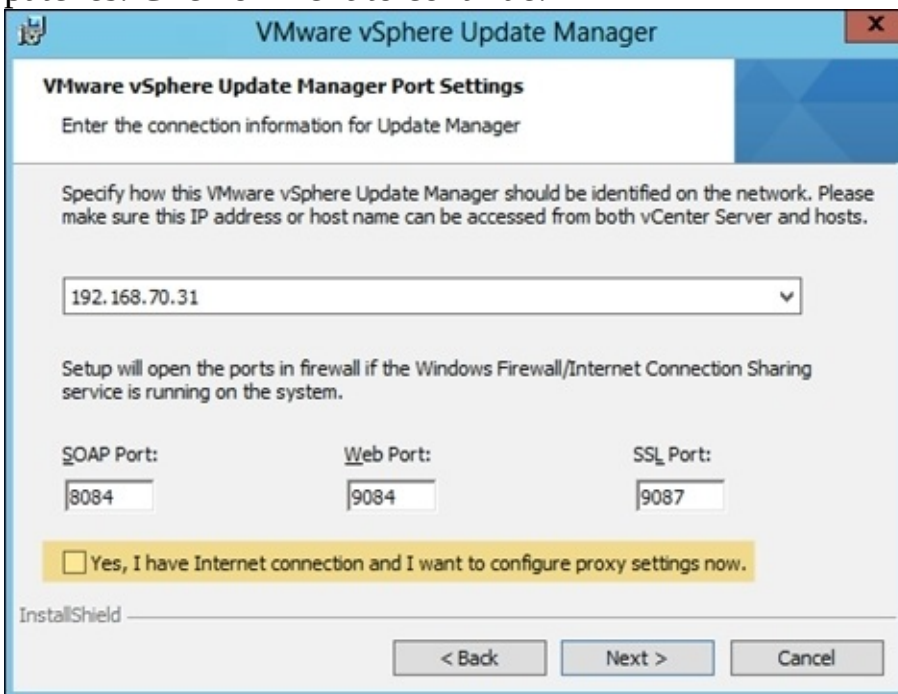 VMware vSphere Update Manager
x
VMware vSphere Update Manager Port Settings
Enter the connection information for Update Manager
Specify how this VMware vSphere Update Manager should be identified on the network. Please
make sure this IP address or host name can be accessed from both vCenter Server and hosts.
192.168.70.31
Setup will open the ports in firewall if the Windows Firewall/Internet Connection Sharing
service is running on the system.
SOAP Port: Web Port: SSL Port:
8084 9084 9087
Yes, I have Internet connection and I want to configure proxy settings now.
InstallShield
< Back Next > Cancel